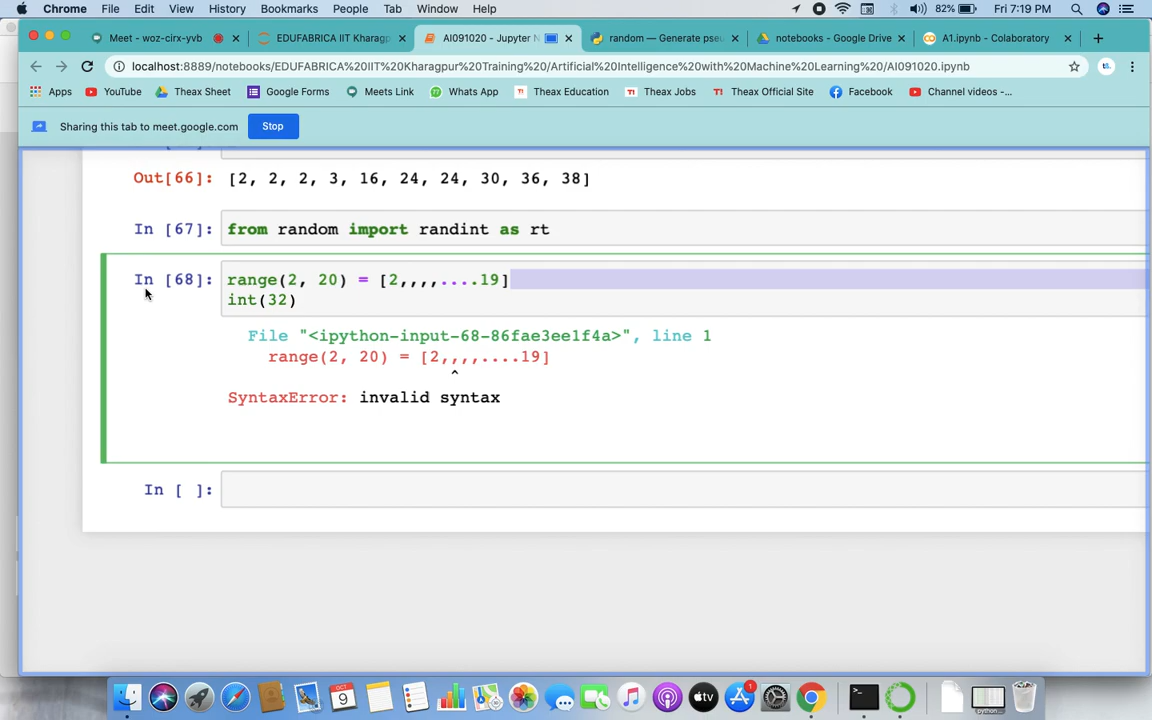 Chrome File Edit View History Bookmarks People Tab Window Help 82% Fri 7:19 PM
Meet - woz-cirx-yvb EDUFABRICA IIT Kharagp AI091020 - Jupyter N random — Generate pseu notebooks - Google Drive A1.ipynb - Colaboratory
localhost:8889/notebooks/EDUFABRICA%20IIT%20Kharagpur%20Training%20/Artificial%20Intelligence%20with%20Machine%20Learning%20/AI091020.ipynb
Apps YouTube Theax Sheet Google Forms Meets Link Whats App Theax Education Theax Jobs Theax Official Site Facebook Channel videos -...
Sharing this tab to meet.google.com Stop
Out[66]: [2, 2, 2, 3, 16, 24, 24, 30, 36, 38]
In [67]: from random import randint as rt
In [68]: range(2, 20) = [2,,,,....19]
int(32)
File "<ipython-input-68-86fae3ee1f4a>", line 1
range(2, 20) = [2,,,,....19]
^
SyntaxError: invalid syntax
In [ ]: